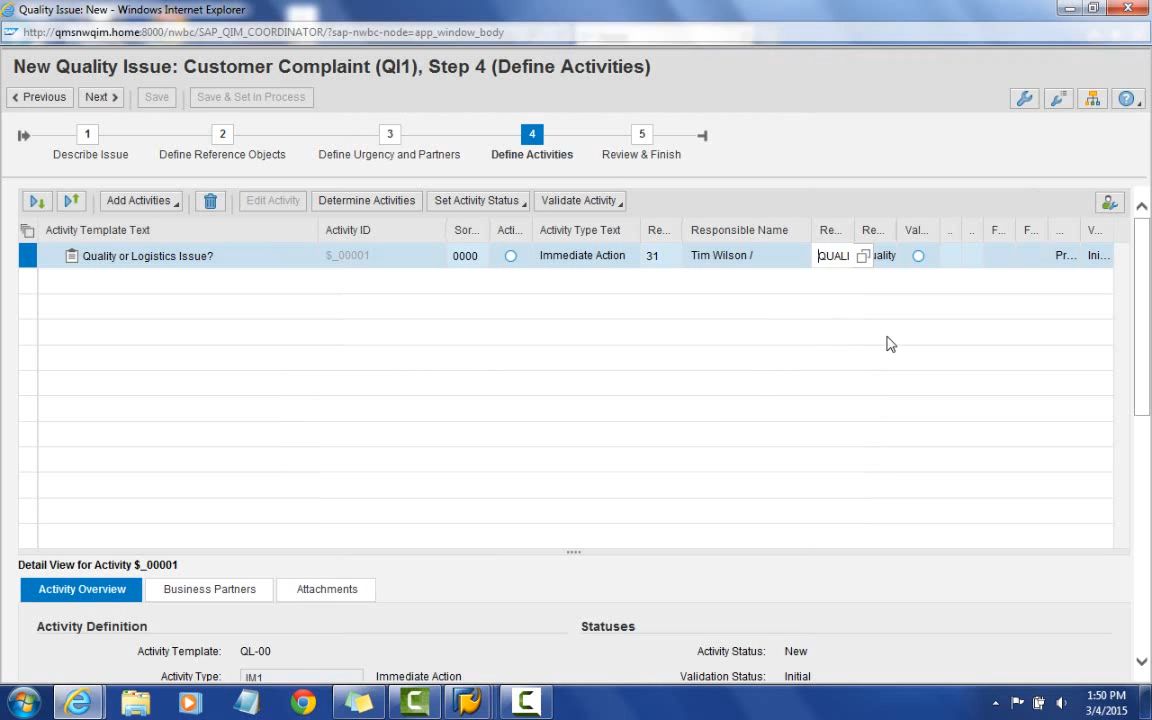 Quality Issue: New - Windows Internet Explorer
http://qmsnwqim.home:8000/nwbc/SAP_QIM_COORDINATOR/?sap-nwbc-node=app_window_body
New Quality Issue: Customer Complaint (QI1), Step 4 (Define Activities)
Previous Next Save Save & Set In Process
1 2 3 4 5
Describe Issue Define Reference Objects Define Urgency and Partners Define Activities Review & Finish
Add Activities Edit Activity Determine Activities Set Activity Status Validate Activity
Activity Template Text Activity ID Sor... Acti... Activity Type Text Re... Responsible Name Re... Re... Val... .. .. F... F... ... V...
Quality or Logistics Issue? $_00001 0000 Immediate Action 31 Tim Wilson / QUALI uality Pr... Ini...
Detail View for Activity $_00001
Activity Overview Business Partners Attachments
Activity Definition Statuses
Activity Template: QL-00 Activity Status: New
Activity Type: IM1 Immediate Action Validation Status: Initial
1:50 PM
3/4/2015